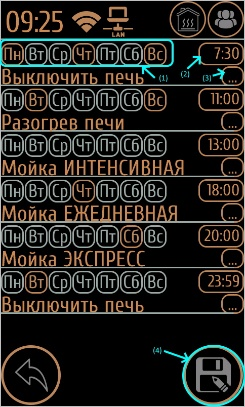 09:25 LAN
Пн Вт Ср Чт Пт Сб Вс (2) 7:30
Выключить печь (1) (3) ...
Пн Вт Ср Чт Пт Сб Вс 11:00
Разогрев печи ...
Пн Вт Ср Чт Пт Сб Вс 13:00
Мойка ИНТЕНСИВНАЯ ...
Пн Вт Ср Чт Пт Сб Вс 18:00
Мойка ЕЖЕДНЕВНАЯ ...
Пн Вт Ср Чт Пт Сб Вс 20:00
Мойка ЭКСПРЕСС ...
Пн Вт Ср Чт Пт Сб Вс 23:59
Выключить печь ...
(4)